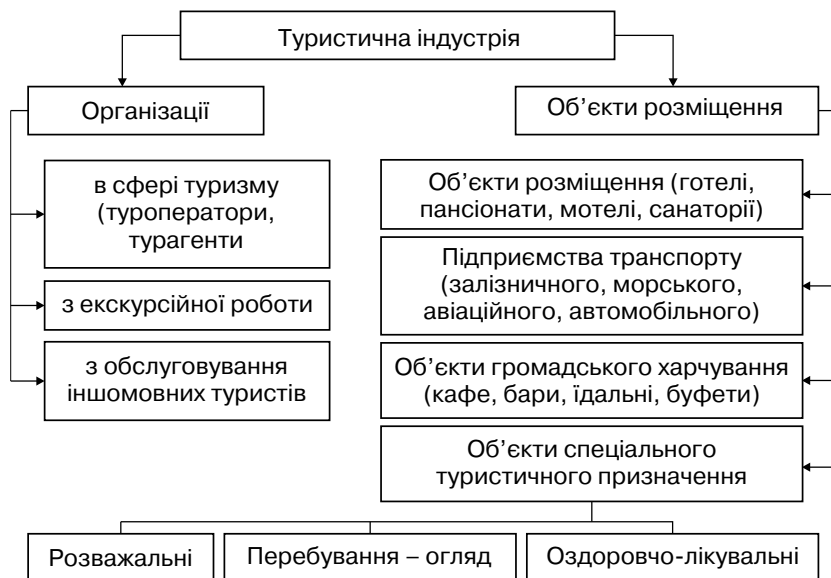 Туристична індустрія
Організації
Об’єкти розміщення
в сфері туризму
(туроператори,
турагенти
з екскурсійної роботи
з обслуговування
іншомовних туристів
Об’єкти розміщення (готелі,
пансіонати, мотелі, санаторії)
Підприємства транспорту
(залізничного, морського,
авіаційного, автомобільного)
Об’єкти громадського харчування
(кафе, бари, їдальні, буфети)
Об’єкти спеціального
туристичного призначення
Розважальні
Перебування – огляд
Оздоровчо-лікувальні